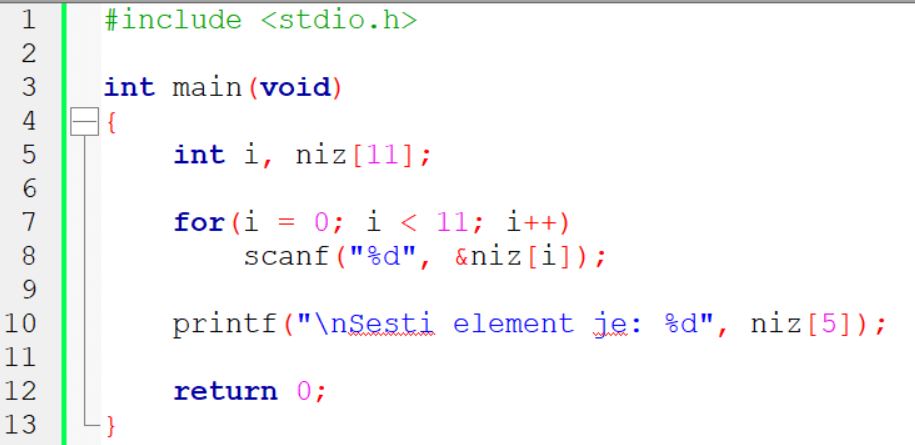 1 #include <stdio.h>
2
3 int main(void)
4 {
5     int i, niz[11];
6
7     for(i = 0; i < 11; i++)
8         scanf("%d", &niz[i]);
9
10     printf("\nSesti element je: %d", niz[5]);
11
12     return 0;
13 }